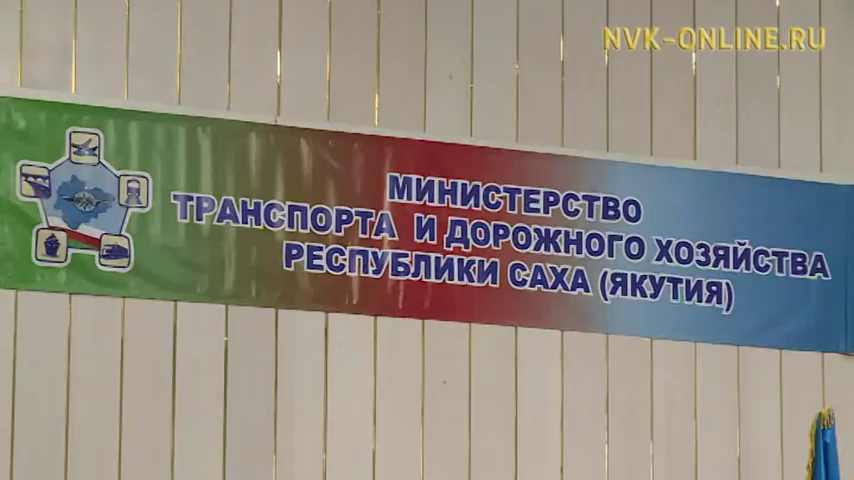 NVK-ONLINE.RU
МИНИСТЕРСТВО
ТРАНСПОРТА И ДОРОЖНОГО ХОЗЯЙСТВА
РЕСПУБЛИКИ САХА (ЯКУТИЯ)